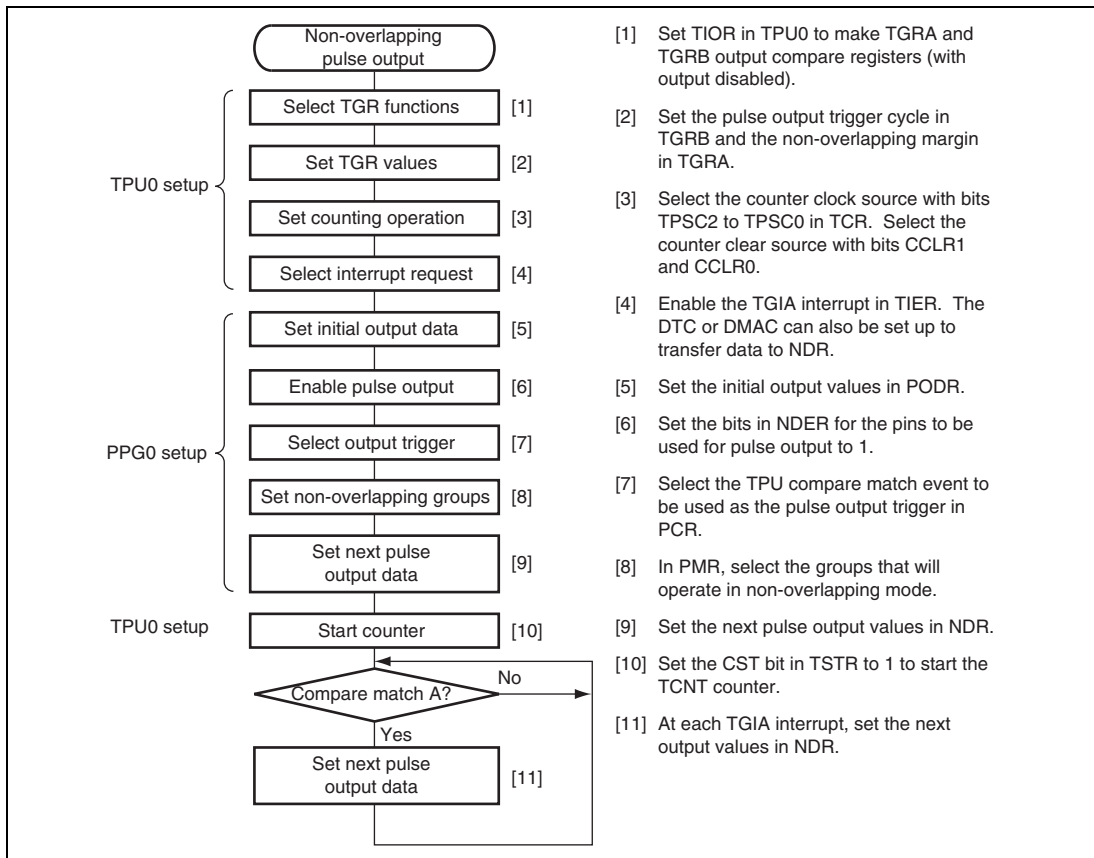 Non-overlapping
pulse output
Select TGR functions
[1]
Set TGR values
[2]
TPU0 setup
Set counting operation
[3]
Select interrupt request
[4]
Set initial output data
[5]
Enable pulse output
[6]
Select output trigger
[7]
PPG0 setup
Set non-overlapping groups
[8]
Set next pulse
output data
[9]
TPU0 setup
Start counter
[10]
Compare match A?
No
Yes
Set next pulse
output data
[11]
[1] Set TIOR in TPU0 to make TGRA and
TGRB output compare registers (with
output disabled).
[2] Set the pulse output trigger cycle in
TGRB and the non-overlapping margin
in TGRA.
[3] Select the counter clock source with bits
TPSC2 to TPSC0 in TCR. Select the
counter clear source with bits CCLR1
and CCLR0.
[4] Enable the TGIA interrupt in TIER. The
DTC or DMAC can also be set up to
transfer data to NDR.
[5] Set the initial output values in PODR.
[6] Set the bits in NDER for the pins to be
used for pulse output to 1.
[7] Select the TPU compare match event to
be used as the pulse output trigger in
PCR.
[8] In PMR, select the groups that will
operate in non-overlapping mode.
[9] Set the next pulse output values in NDR.
[10] Set the CST bit in TSTR to 1 to start the
TCNT counter.
[11] At each TGIA interrupt, set the next
output values in NDR.